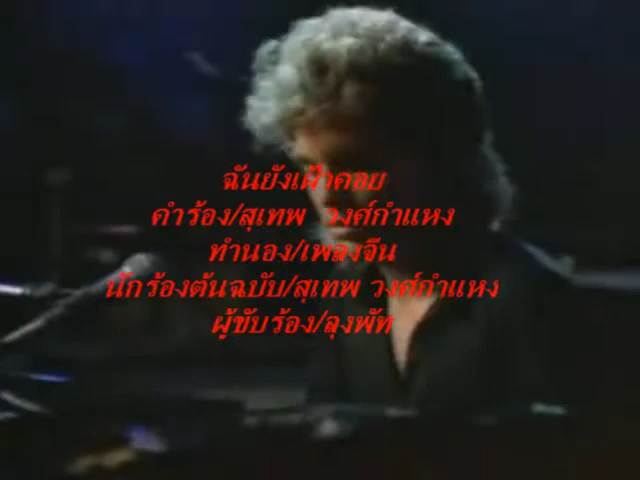 ฉันยังเฝ้าคอย
คำร้อง/สุเทพ วงศ์กำแหง
ทำนอง/เพลงจีน
นักร้องต้นฉบับ/สุเทพ วงศ์กำแหง
ผู้ขับร้อง/ลุงพัท